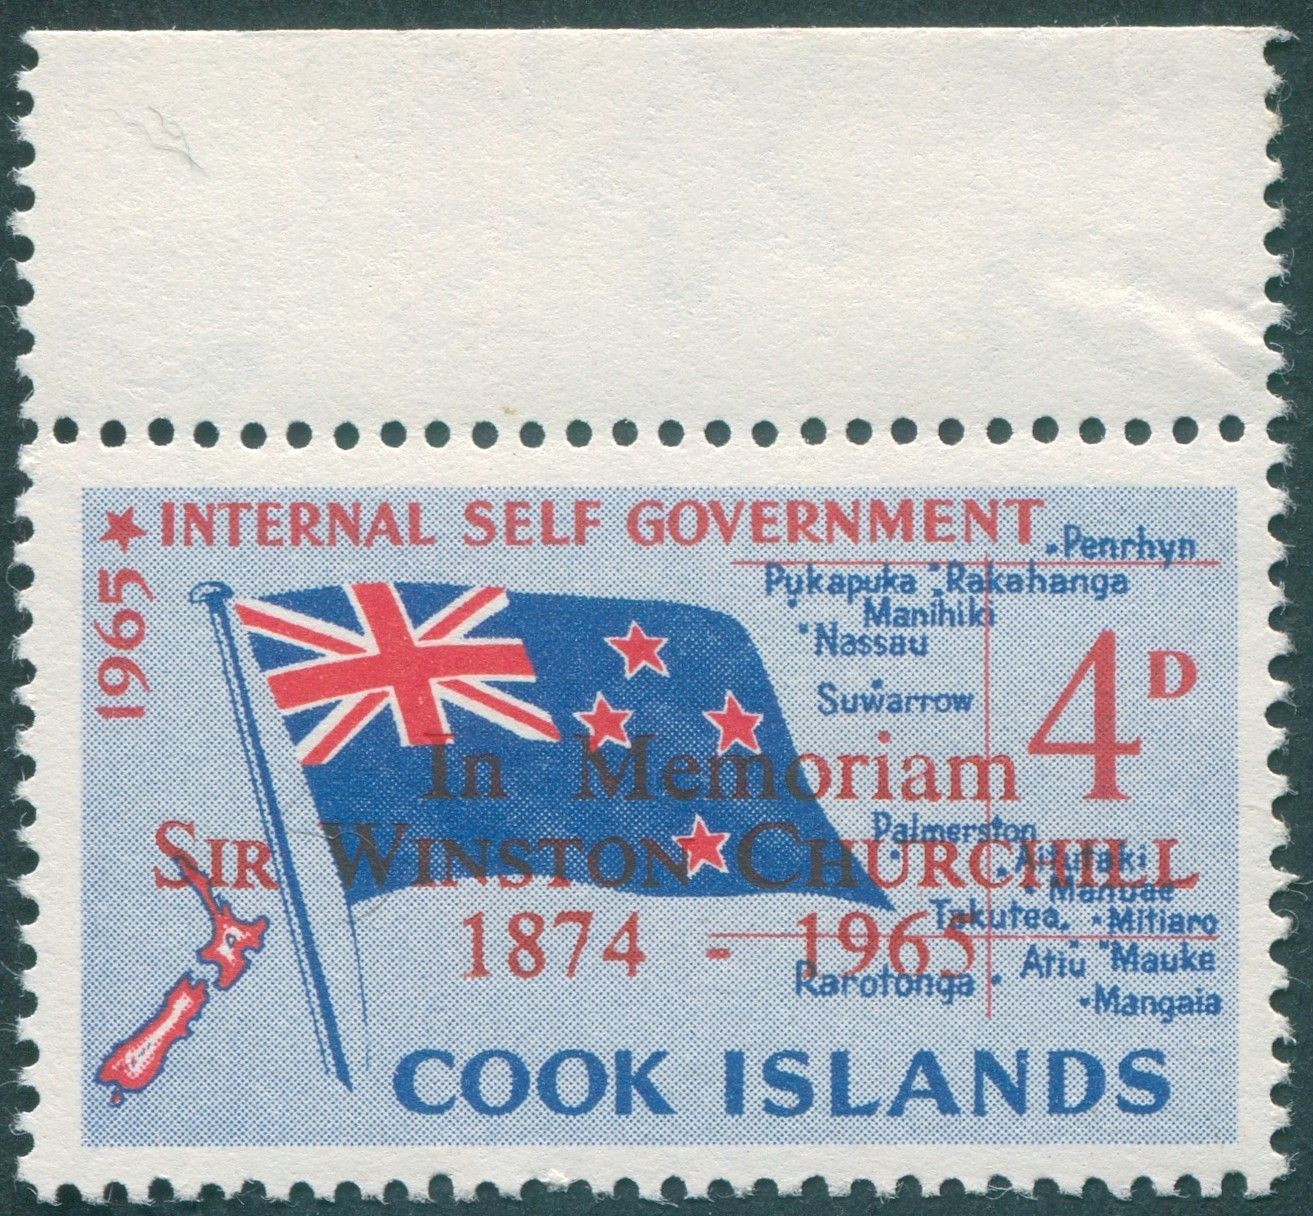 ★ INTERNAL SELF GOVERNMENT
1965
Penrhyn
Pukapuka Rakahanga
Manihiki
Nassau
Suwarrow
4D
In Memoriam
SIR WINSTON CHURCHILL
1874 - 1965
Palmerston
Aitutaki
Manuae
Takutea Mitiaro
Atiu Mauke
Rarotonga
Mangaia
COOK ISLANDS